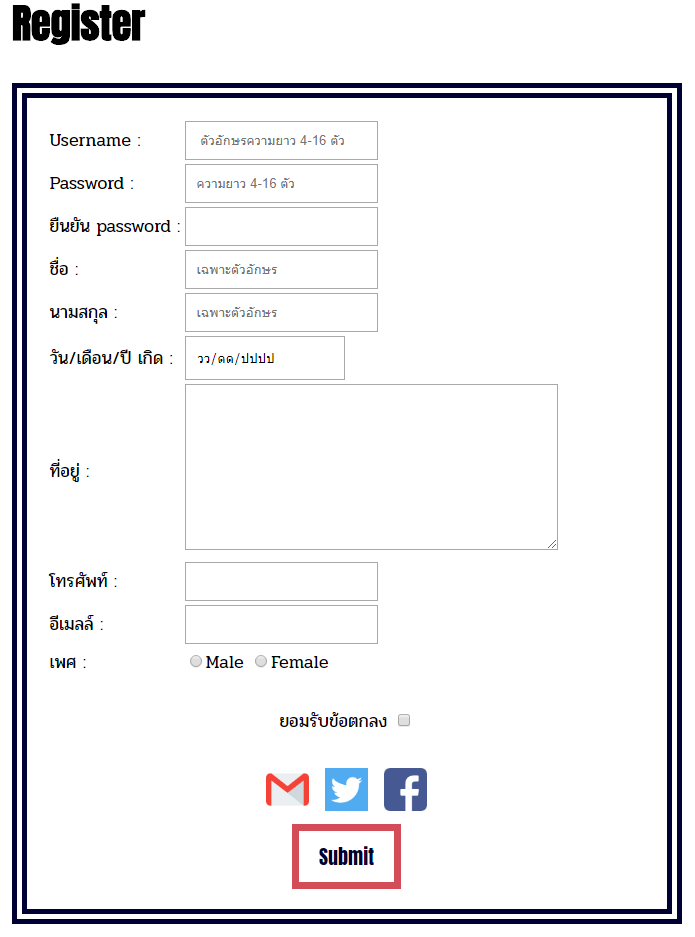 Register
Username : ตัวอักษรความยาว 4-16 ตัว
Password : ความยาว 4-16 ตัว
ยืนยัน password :
ชื่อ : เฉพาะตัวอักษร
นามสกุล : เฉพาะตัวอักษร
วัน/เดือน/ปี เกิด : วว/ดด/ปปปป
ที่อยู่ :
โทรศัพท์ :
อีเมลล์ :
เพศ : Male Female
ยอมรับข้อตกลง
Submit